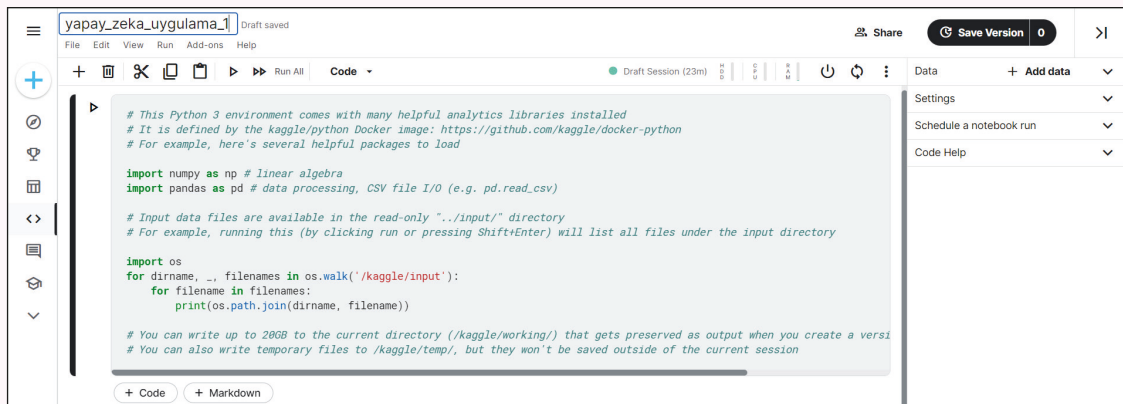 yapay_zeka_uygulama_1 Draft saved
File Edit View Run Add-ons Help
Share
Save Version 0
Run All Code
Draft Session (23m) HDD CPU RAM
Data + Add data
Settings
Schedule a notebook run
Code Help
# This Python 3 environment comes with many helpful analytics libraries installed
# It is defined by the kaggle/python Docker image: https://github.com/kaggle/docker-python
# For example, here's several helpful packages to load
import numpy as np # linear algebra
import pandas as pd # data processing, CSV file I/O (e.g. pd.read_csv)
# Input data files are available in the read-only "../input/" directory
# For example, running this (by clicking run or pressing Shift+Enter) will list all files under the input directory
import os
for dirname, _, filenames in os.walk('/kaggle/input'):
    for filename in filenames:
        print(os.path.join(dirname, filename))
# You can write up to 20GB to the current directory (/kaggle/working/) that gets preserved as output when you create a versi
# You can also write temporary files to /kaggle/temp/, but they won't be saved outside of the current session
+ Code + Markdown